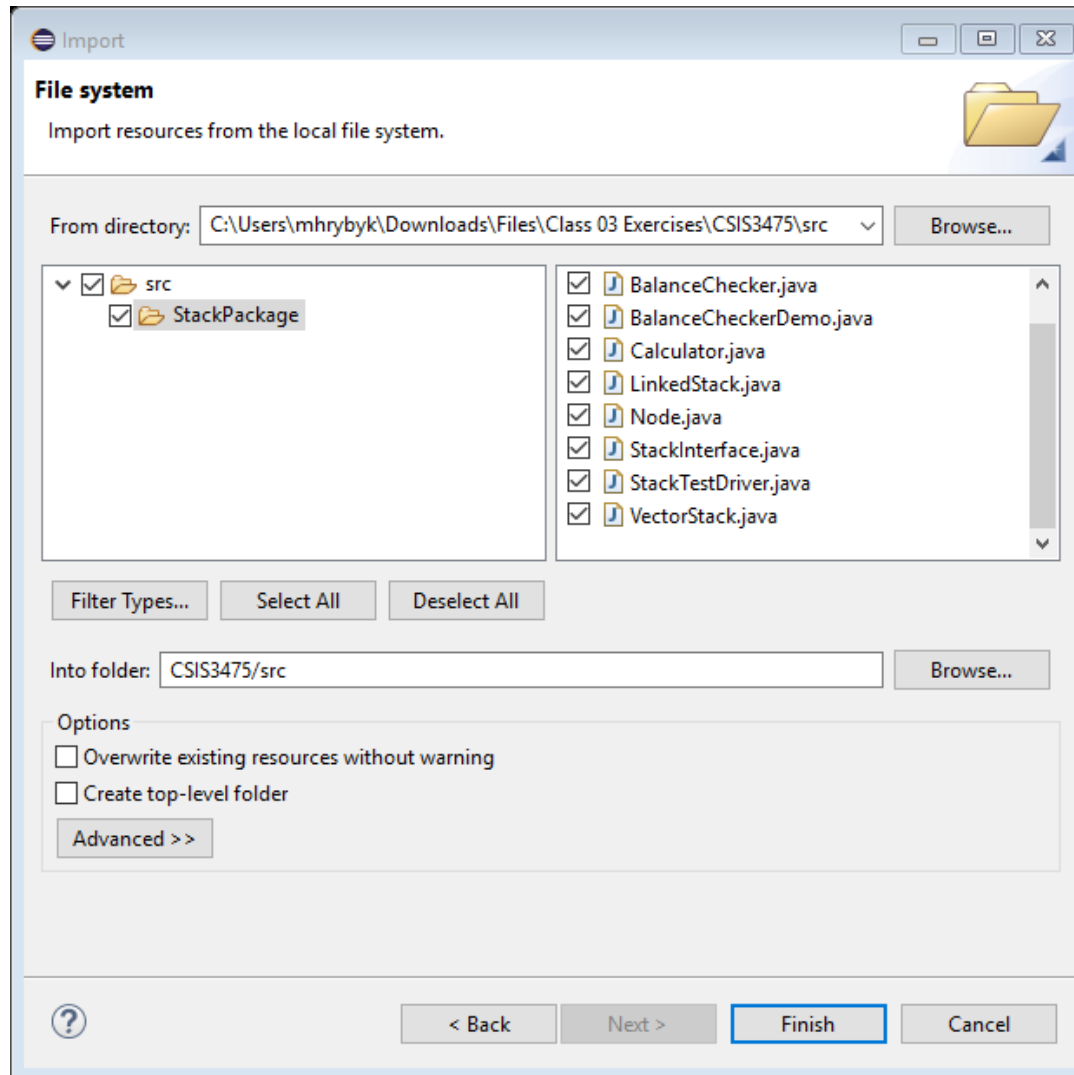 Import
File system
Import resources from the local file system.
From directory: C:\Users\mhrybyk\Downloads\Files\Class 03 Exercises\CSIS3475\src Browse...
src
StackPackage
BalanceChecker.java
BalanceCheckerDemo.java
Calculator.java
LinkedStack.java
Node.java
StackInterface.java
StackTestDriver.java
VectorStack.java
Filter Types... Select All Deselect All
Into folder: CSIS3475/src Browse...
Options
Overwrite existing resources without warning
Create top-level folder
Advanced >>
? < Back Next > Finish Cancel